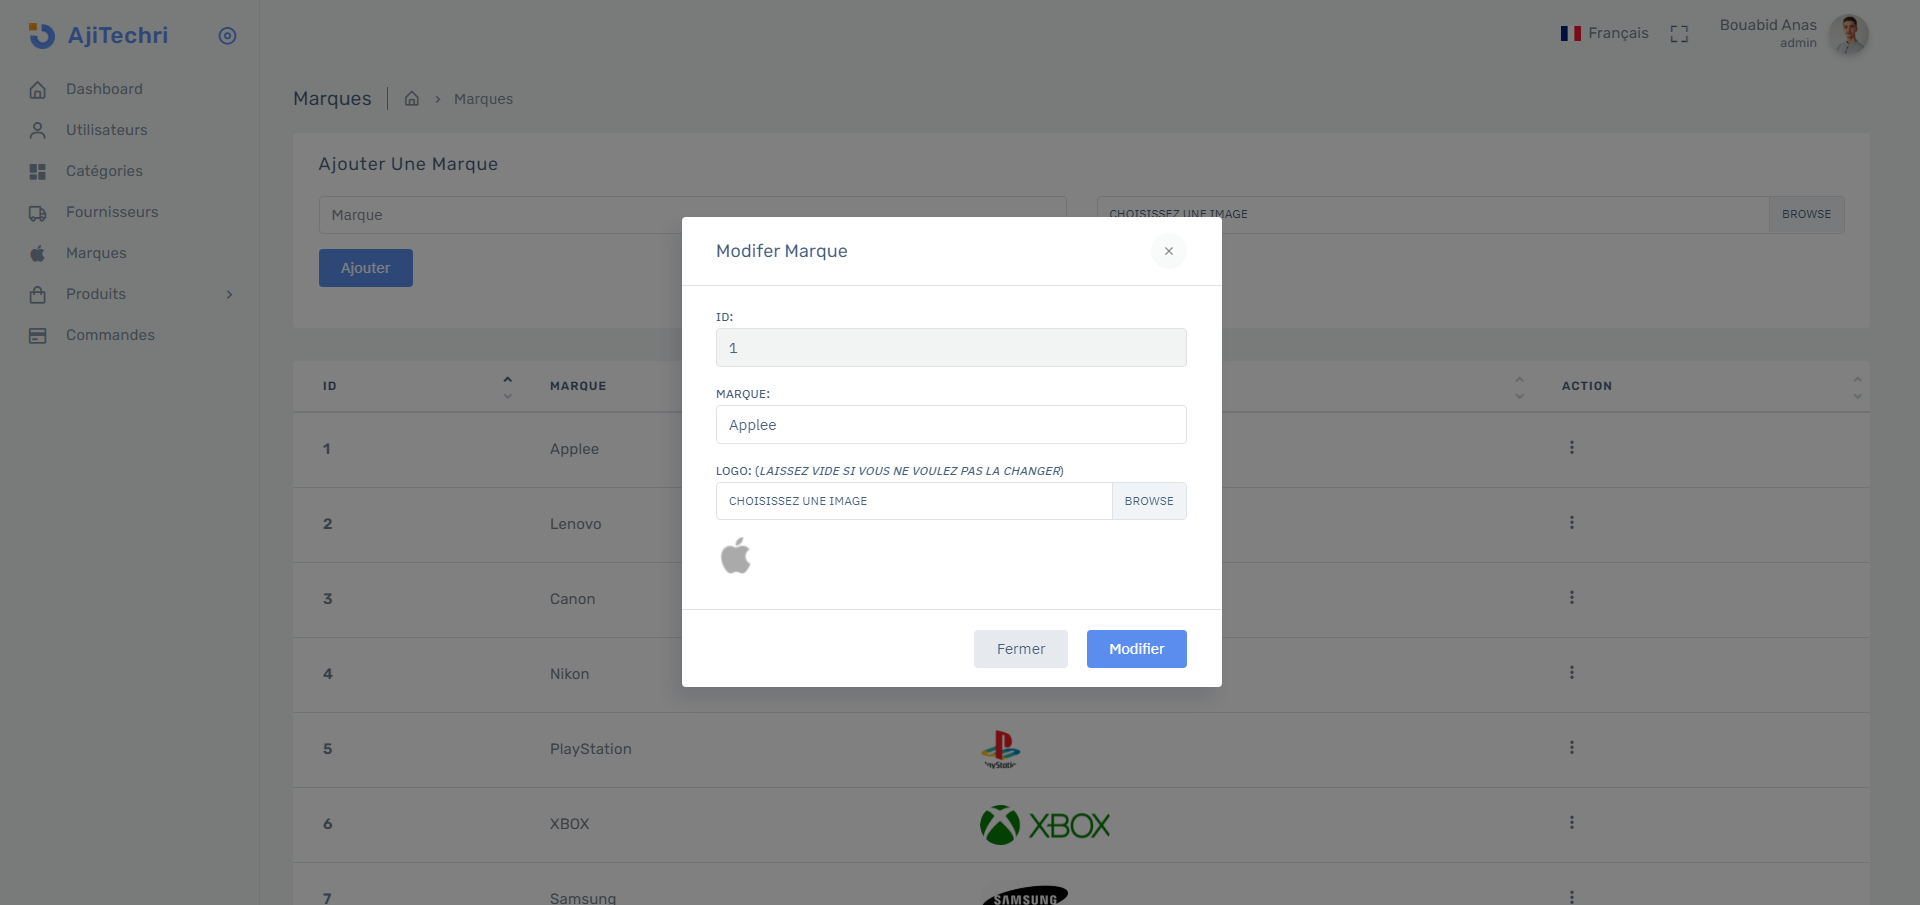 AjiTechri
Français
Bouabid Anas
admin
Dashboard
Utilisateurs
Catégories
Fournisseurs
Marques
Produits
Commandes
Marques
Marques
Ajouter Une Marque
Marque
CHOISISSEZ UNE IMAGE
BROWSE
Ajouter
Modifer Marque
ID:
1
MARQUE:
Applee
LOGO: (LAISSEZ VIDE SI VOUS NE VOULEZ PAS LA CHANGER)
CHOISISSEZ UNE IMAGE
BROWSE
Fermer
Modifier
ID
MARQUE
ACTION
1
Applee
2
Lenovo
3
Canon
4
Nikon
5
PlayStation
6
XBOX
XBOX
7
Samsung
SAMSUNG